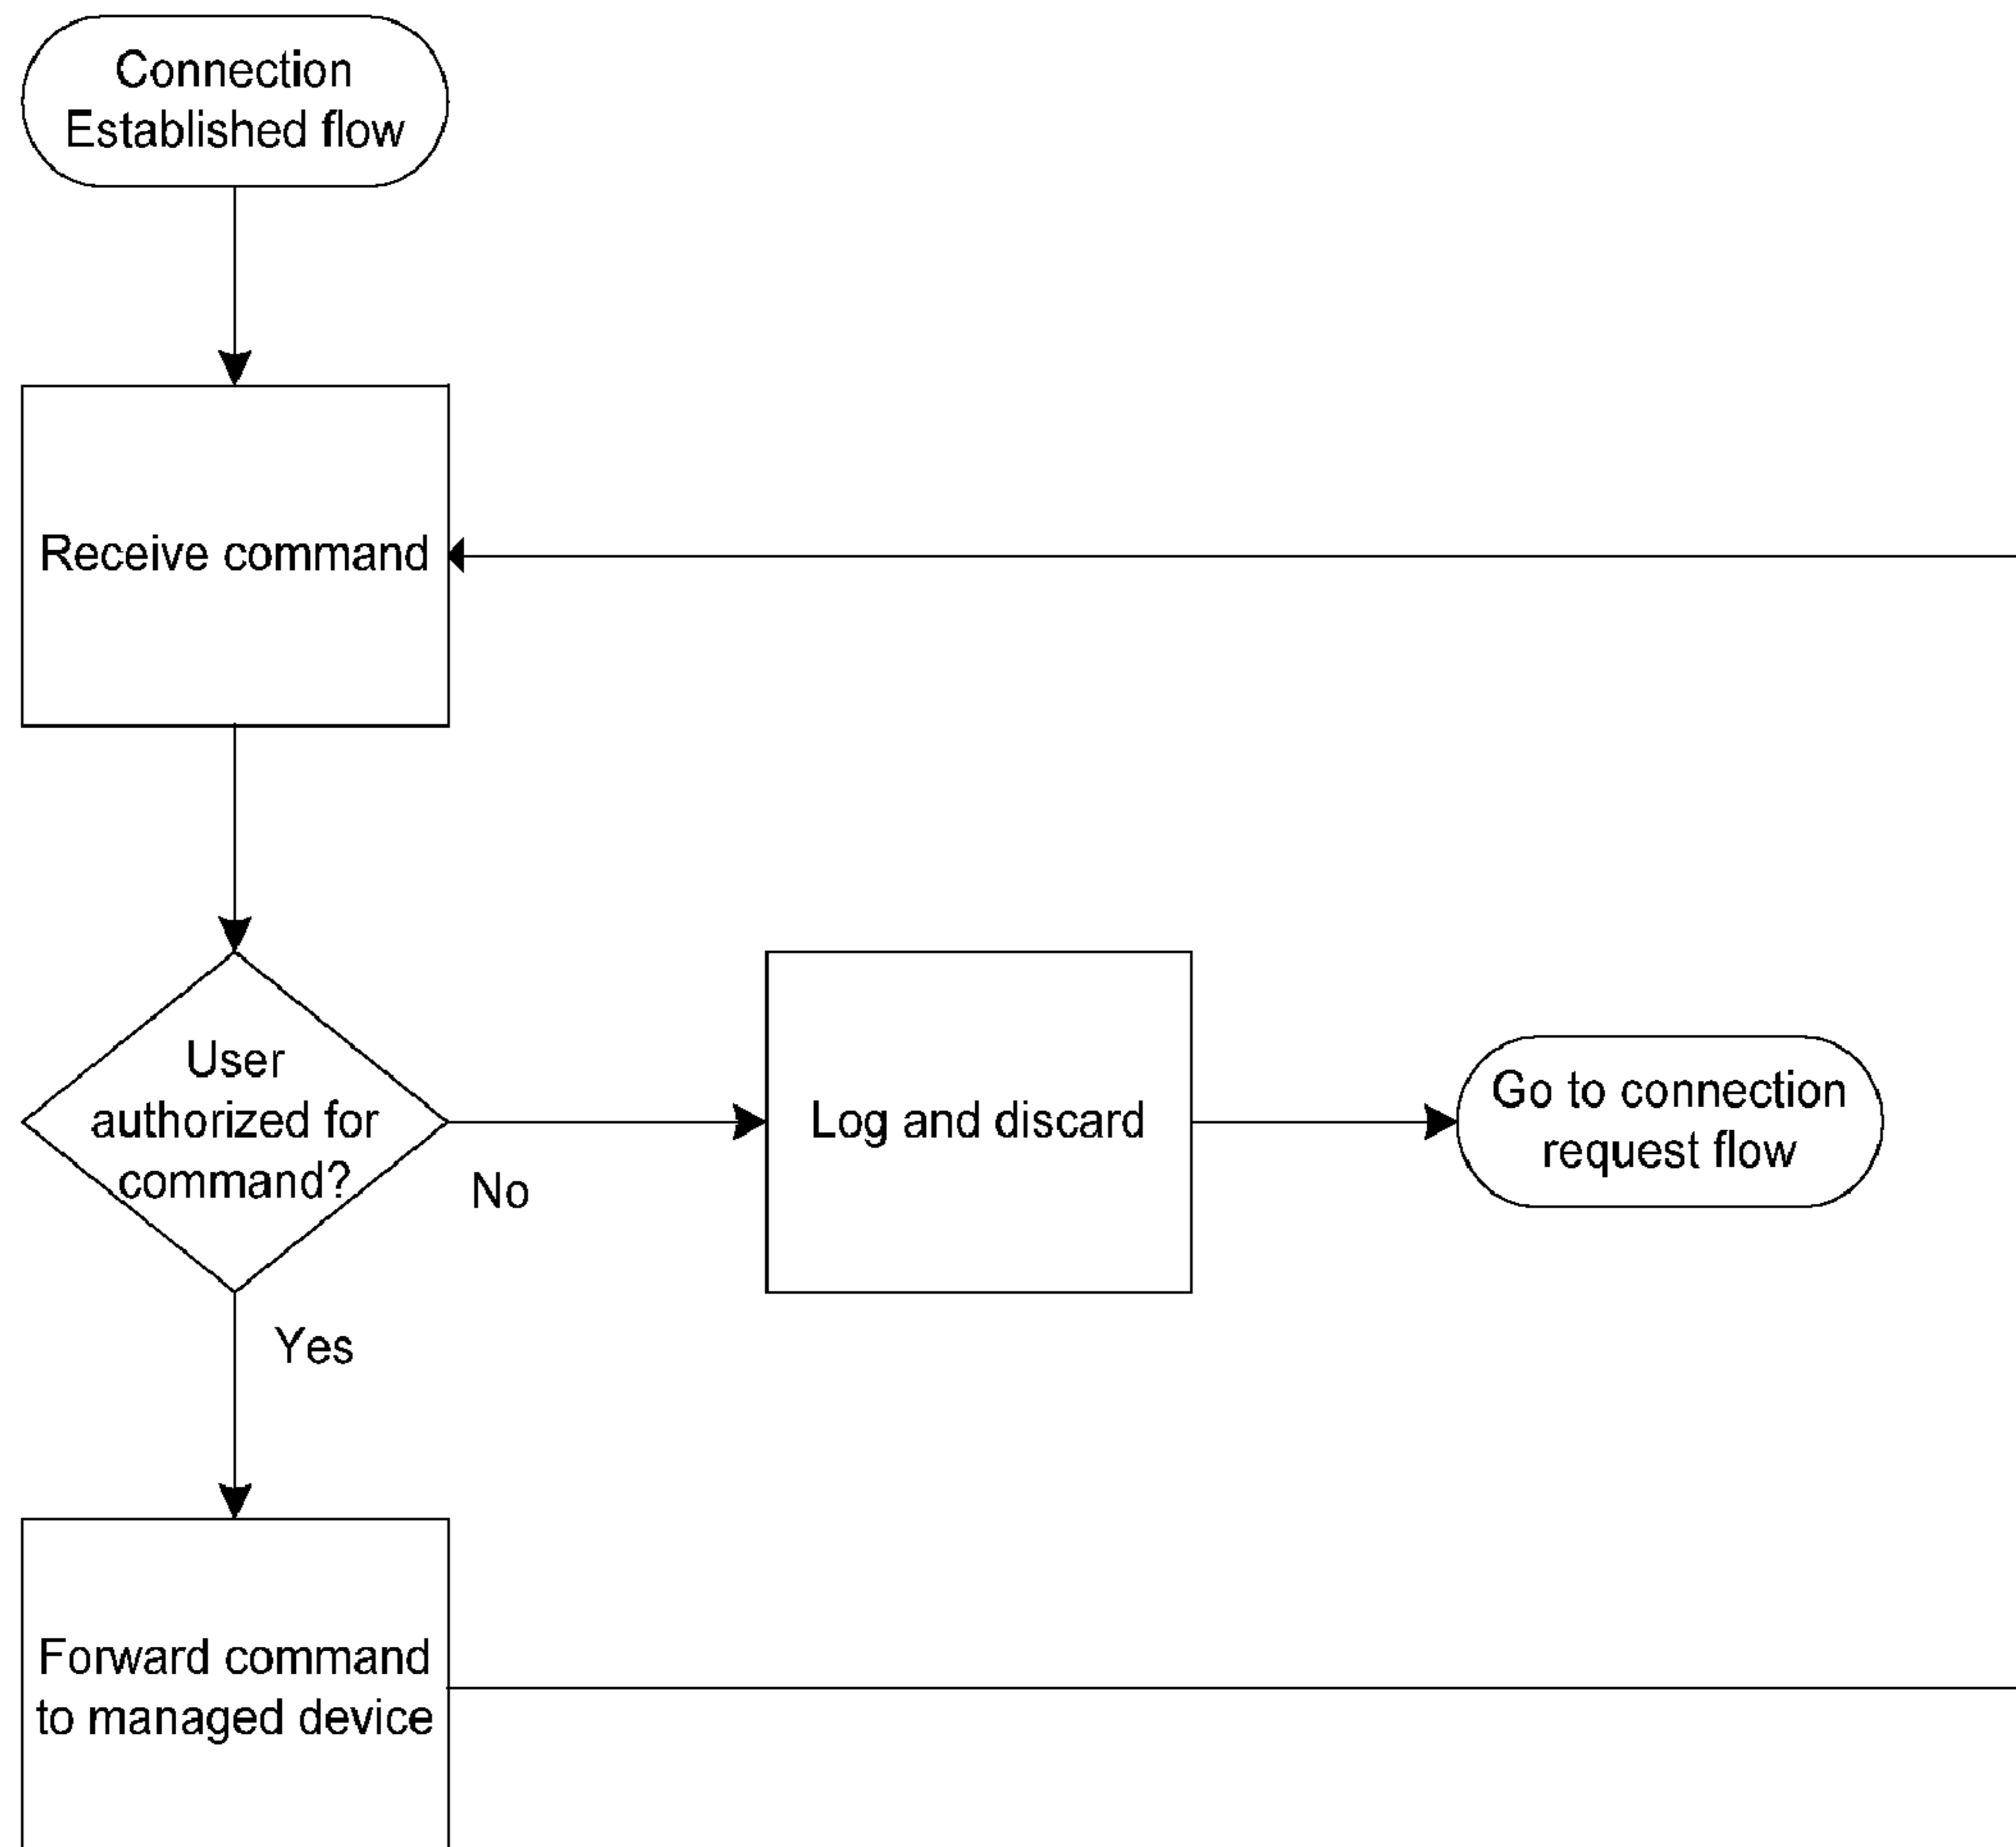 Connection
Established flow
Receive command
User
authorized for
command?
No
Log and discard
Go to connection
request flow
Yes
Forward command
to managed device